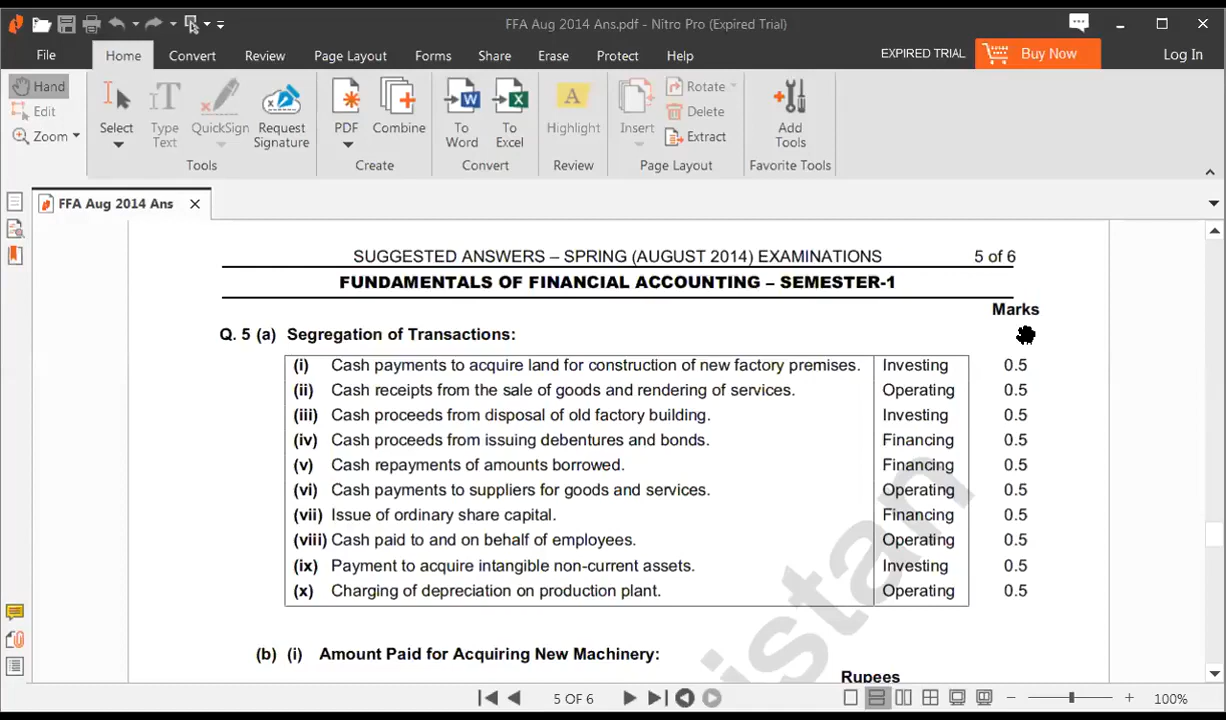 FFA Aug 2014 Ans.pdf - Nitro Pro (Expired Trial)
File Home Convert Review Page Layout Forms Share Erase Protect Help EXPIRED TRIAL Buy Now Log In
Hand
Edit
Zoom
Select
Type Text
QuickSign
Request Signature
Tools
PDF
Combine
Create
To Word
To Excel
Convert
Highlight
Review
Insert
Rotate
Delete
Extract
Page Layout
Add Tools
Favorite Tools
FFA Aug 2014 Ans
SUGGESTED ANSWERS – SPRING (AUGUST 2014) EXAMINATIONS 5 of 6
FUNDAMENTALS OF FINANCIAL ACCOUNTING – SEMESTER-1
Marks
Q. 5 (a) Segregation of Transactions:
(i) Cash payments to acquire land for construction of new factory premises. Investing 0.5
(ii) Cash receipts from the sale of goods and rendering of services. Operating 0.5
(iii) Cash proceeds from disposal of old factory building. Investing 0.5
(iv) Cash proceeds from issuing debentures and bonds. Financing 0.5
(v) Cash repayments of amounts borrowed. Financing 0.5
(vi) Cash payments to suppliers for goods and services. Operating 0.5
(vii) Issue of ordinary share capital. Financing 0.5
(viii) Cash paid to and on behalf of employees. Operating 0.5
(ix) Payment to acquire intangible non-current assets. Investing 0.5
(x) Charging of depreciation on production plant. Operating 0.5
istan
(b) (i) Amount Paid for Acquiring New Machinery:
Rupees
5 OF 6
100%